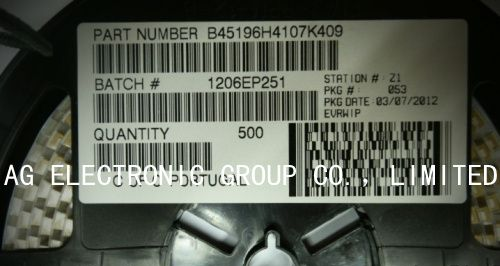 PART NUMBER B45196H4107K409
BATCH # 1206EP251
STATION # : Z1
PKG # : 053
PKG DATE: 03/07/2012
EVRWIP
QUANTITY 500
AG ELECTRONIC GROUP CO., LIMITED
PORTUGAL